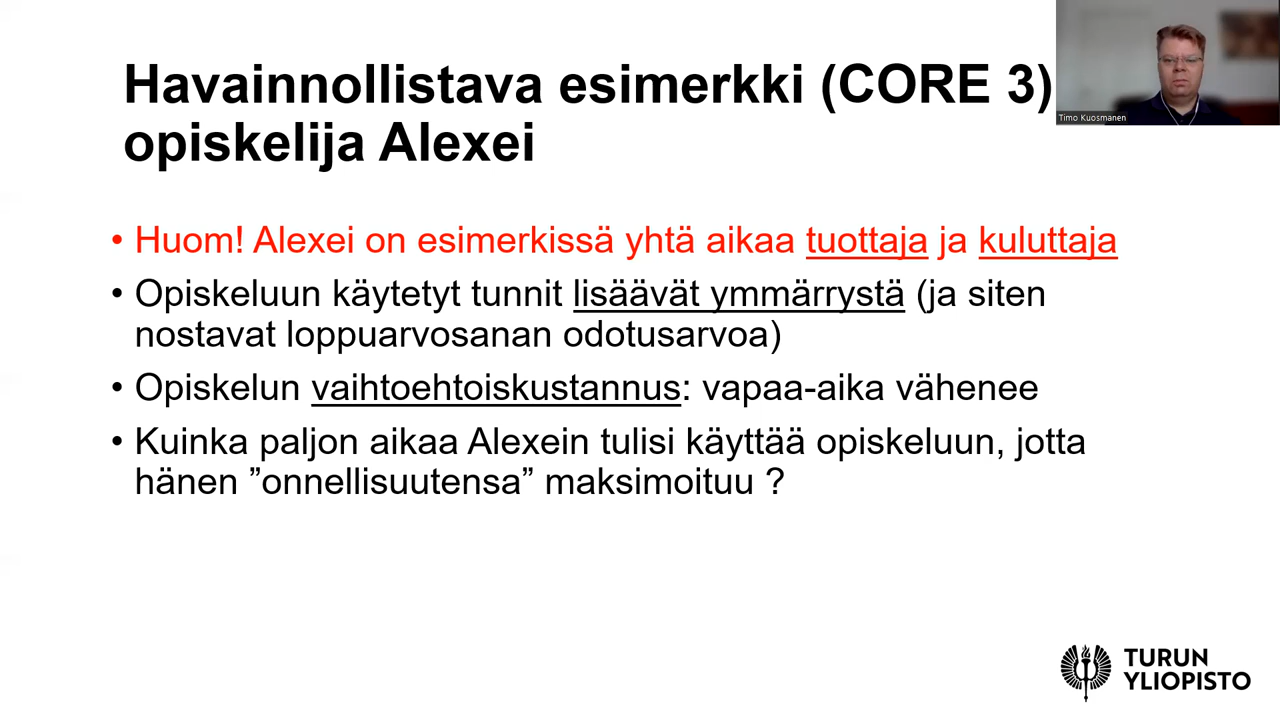 Havainnollistava esimerkki (CORE 3)
opiskelija Alexei
Timo Kuosmanen
• Huom! Alexei on esimerkissä yhtä aikaa tuottaja ja kuluttaja
• Opiskeluun käytetyt tunnit lisäävät ymmärrystä (ja siten
nostavat loppuarvosanan odotusarvoa)
• Opiskelun vaihtoehtoiskustannus: vapaa-aika vähenee
• Kuinka paljon aikaa Alexein tulisi käyttää opiskeluun, jotta
hänen ”onnellisuutensa” maksimoituu ?
TURUN
YLIOPISTO